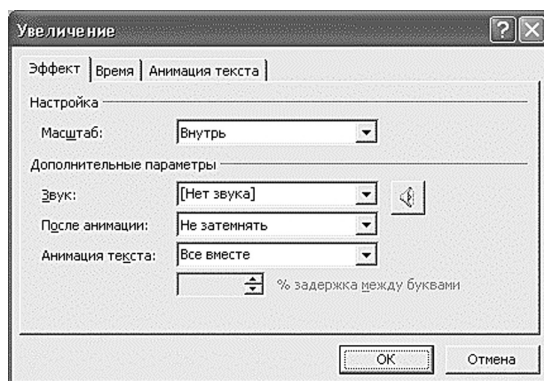 Увеличение
Эффект Время Анимация текста
Настройка
Масштаб: Внутрь
Дополнительные параметры
Звук: [Нет звука]
После анимации: Не затемнять
Анимация текста: Все вместе
% задержка между буквами
ОК Отмена